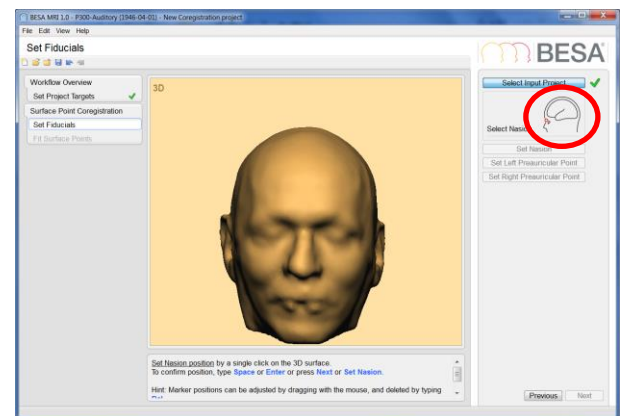 BESA MRI 1.0 - P300-Auditory (1946-04-01) - New Coregistration project
File Edit View Help
Set Fiducials
BESA
Workflow Overview
Set Project Targets
Surface Point Coregistration
Set Fiducials
Fit Surface Points
3D
Select Input Project
Select Nasion
Set Nasion
Set Left Preauricular Point
Set Right Preauricular Point
Set Nasion position by a single click on the 3D surface.
To confirm position, type Space or Enter or press Next or Set Nasion.
Hint: Marker positions can be adjusted by dragging with the mouse, and deleted by typing
Previous Next